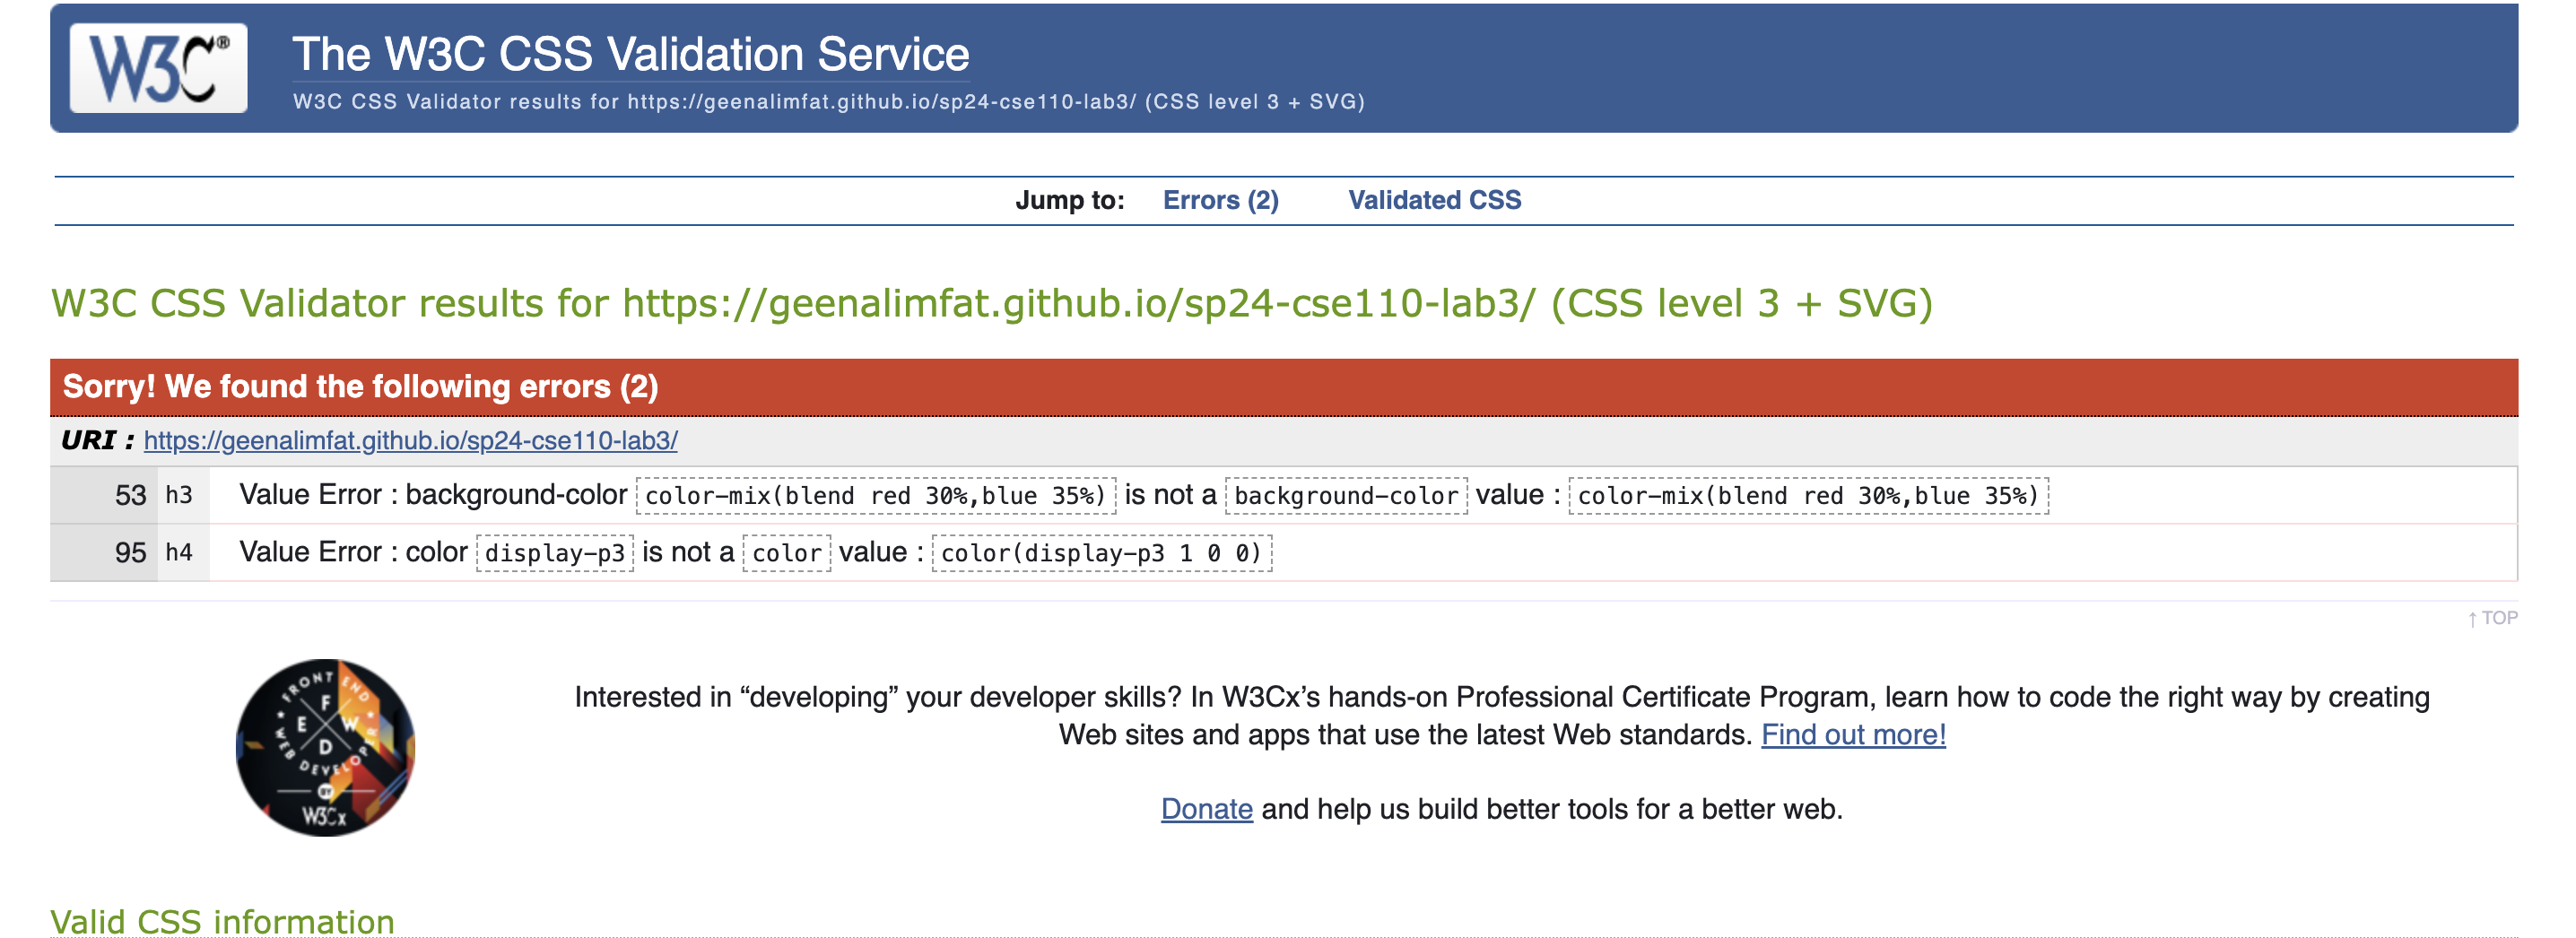 W3C®
The W3C CSS Validation Service
W3C CSS Validator results for https://geenalimfat.github.io/sp24-cse110-lab3/ (CSS level 3 + SVG)
Jump to: Errors (2) Validated CSS
W3C CSS Validator results for https://geenalimfat.github.io/sp24-cse110-lab3/ (CSS level 3 + SVG)
Sorry! We found the following errors (2)
URI : https://geenalimfat.github.io/sp24-cse110-lab3/
53 h3 Value Error : background-color color-mix(blend red 30%,blue 35%) is not a background-color value : color-mix(blend red 30%,blue 35%)
95 h4 Value Error : color display-p3 is not a color value : color(display-p3 1 0 0)
↑ TOP
FRONT END
WEB DEVELOPER
F
E W
D
BY
W3Cx
Interested in “developing” your developer skills? In W3Cx’s hands-on Professional Certificate Program, learn how to code the right way by creating
Web sites and apps that use the latest Web standards. Find out more!
Donate and help us build better tools for a better web.
Valid CSS information